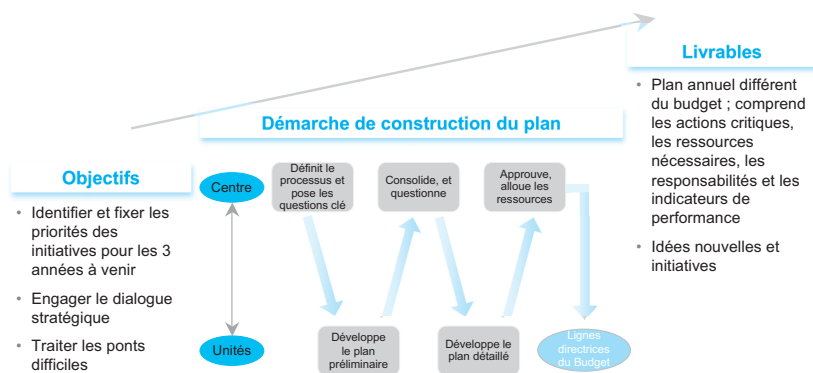 Objectifs
• Identifier et fixer les
priorités des
initiatives pour les 3
années à venir
• Engager le dialogue
stratégique
• Traiter les ponts
difficiles
Démarche de construction du plan
Centre
Définit le
processus et
pose les
questions clé
Consolide, et
questionne
Approuve,
alloue les
ressources
Unités
Développe
le plan
préliminaire
Développe le
plan détaillé
Lignes
directrices
du Budget
Livrables
• Plan annuel différent
du budget ; comprend
les actions critiques,
les ressources
nécessaires, les
responsabilités et les
indicateurs de
performance
• Idées nouvelles et
initiatives